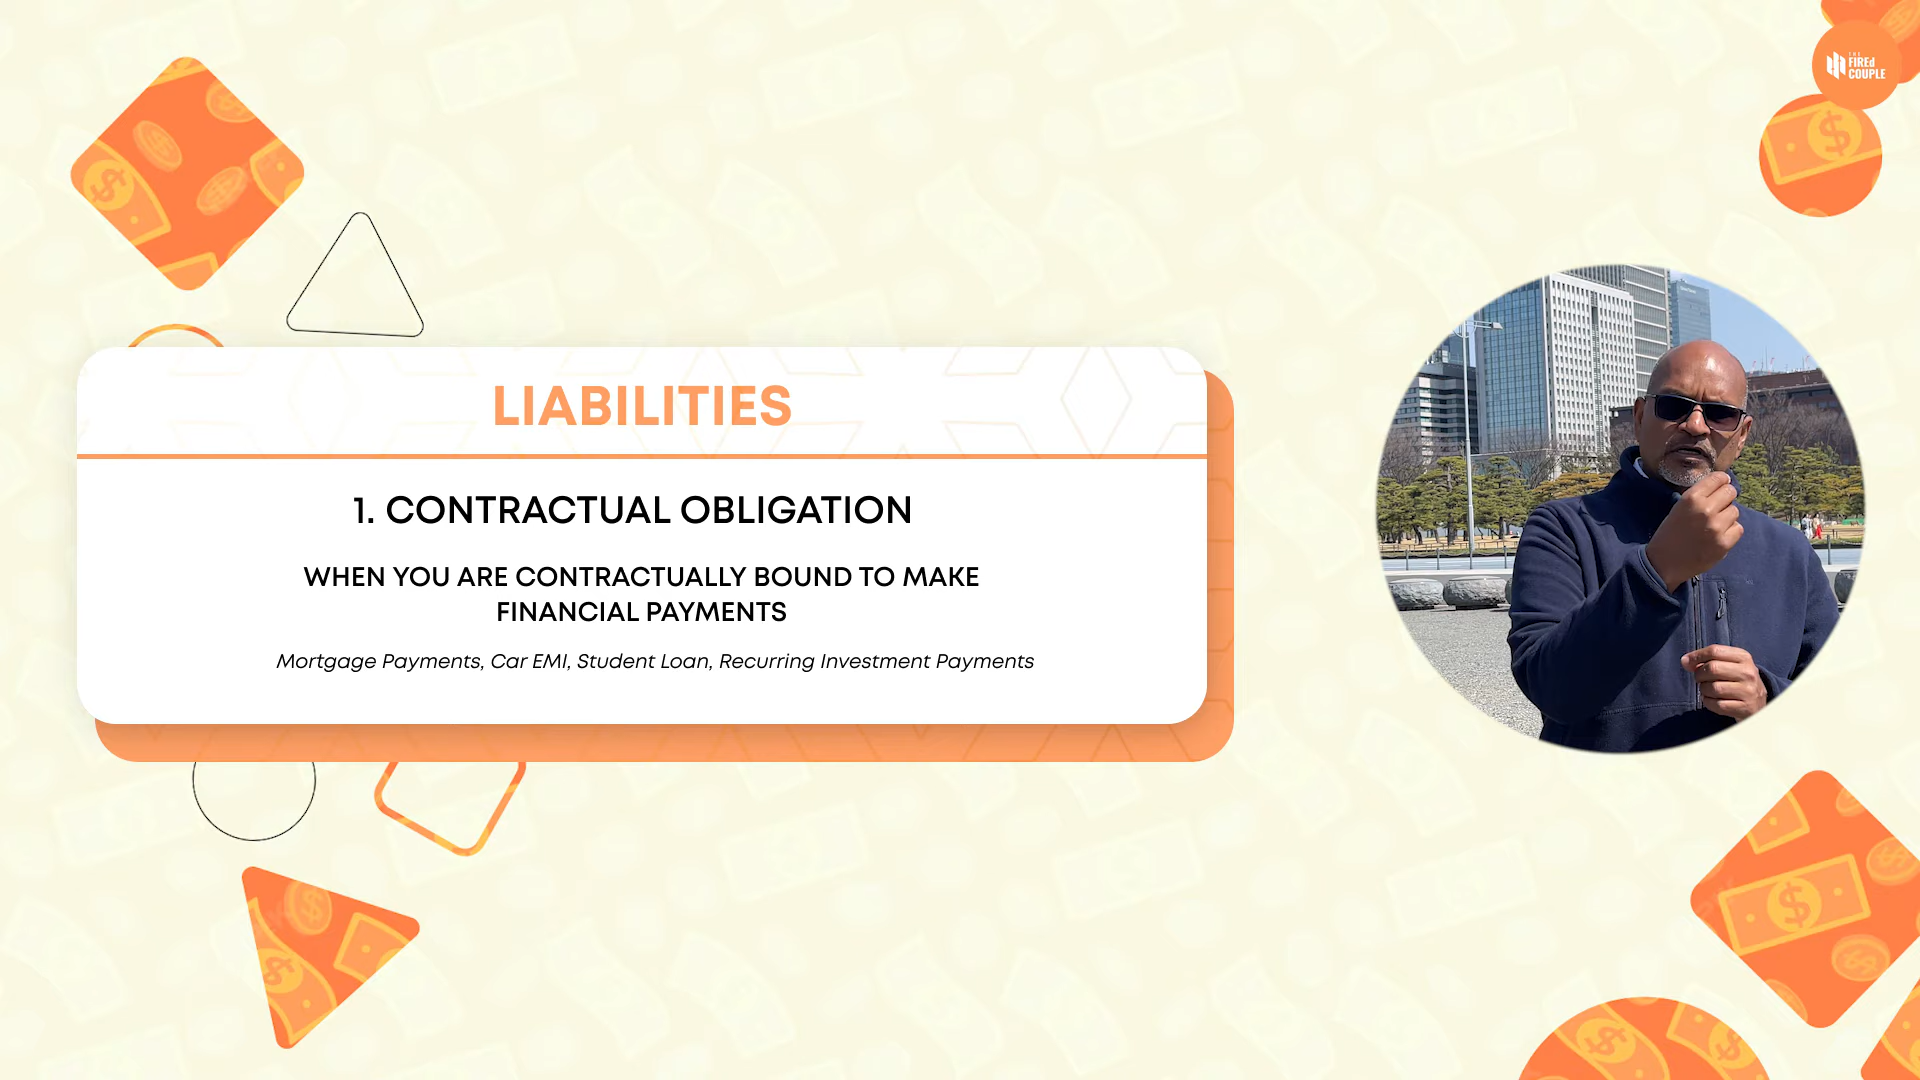 THE
FIREd
COUPLE
LIABILITIES
1. CONTRACTUAL OBLIGATION
WHEN YOU ARE CONTRACTUALLY BOUND TO MAKE
FINANCIAL PAYMENTS
Mortgage Payments, Car EMI, Student Loan, Recurring Investment Payments